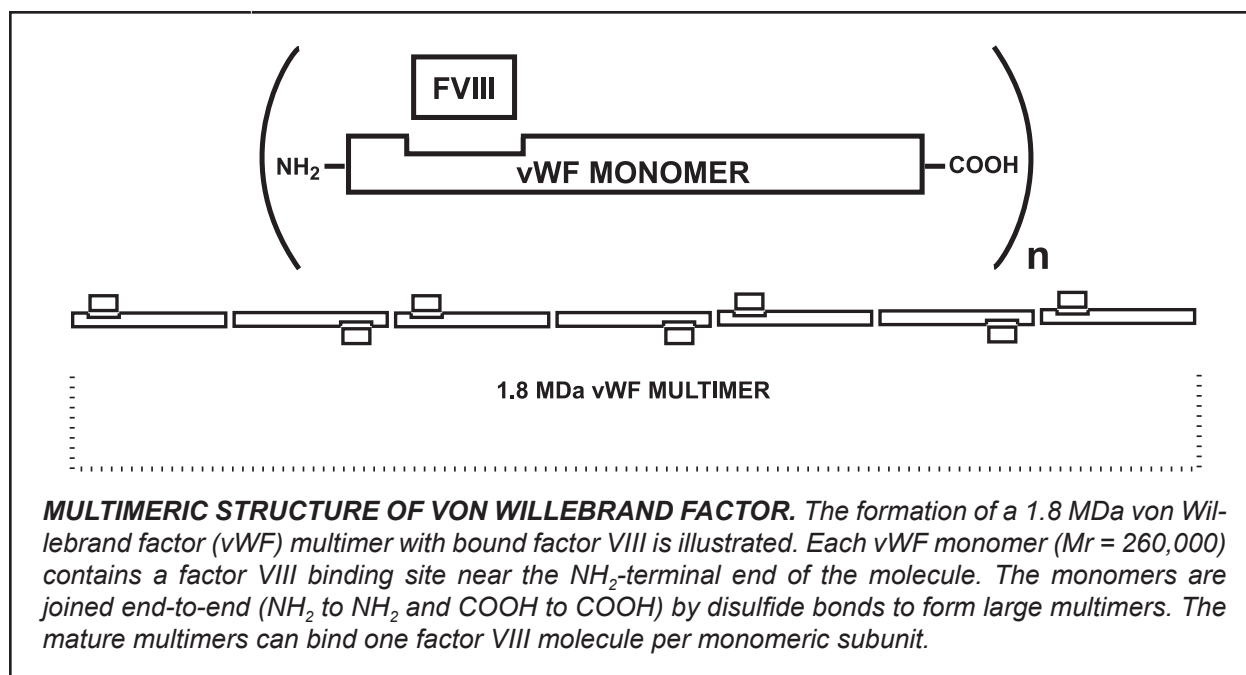 FVIII
NH₂
vWF MONOMER
COOH
n
1.8 MDa vWF MULTIMER
MULTIMERIC STRUCTURE OF VON WILLEBRAND FACTOR. The formation of a 1.8 MDa von Wil-
lebrand factor (vWF) multimer with bound factor VIII is illustrated. Each vWF monomer (Mr = 260,000)
contains a factor VIII binding site near the NH₂-terminal end of the molecule. The monomers are
joined end-to-end (NH₂ to NH₂ and COOH to COOH) by disulfide bonds to form large multimers. The
mature multimers can bind one factor VIII molecule per monomeric subunit.